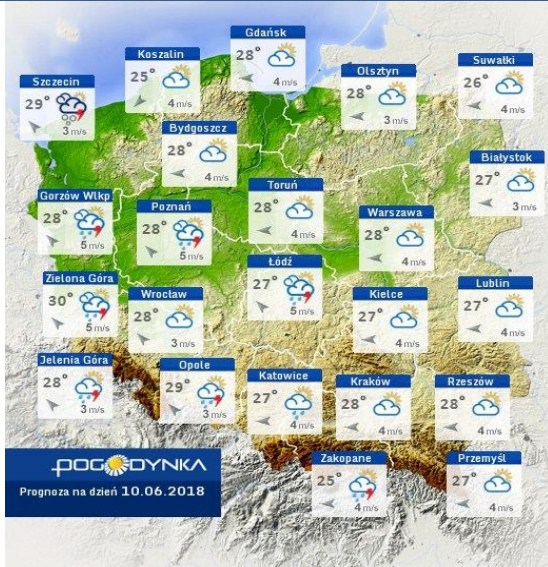 Gdańsk
28°
4 m/s
Koszalin
25°
4 m/s
Suwałki
26°
4 m/s
Olsztyn
28°
3 m/s
Szczecin
29°
3 m/s
Bydgoszcz
28°
4 m/s
Białystok
27°
3 m/s
Toruń
28°
4 m/s
Gorzów Wlkp
28°
5 m/s
Poznań
28°
5 m/s
Warszawa
28°
4 m/s
Łódź
27°
5 m/s
Zielona Góra
30°
5 m/s
Wrocław
28°
3 m/s
Kielce
27°
4 m/s
Lublin
27°
4 m/s
Jelenia Góra
28°
3 m/s
Opole
29°
3 m/s
Katowice
27°
4 m/s
Kraków
28°
4 m/s
Rzeszów
28°
4 m/s
Zakopane
25°
4 m/s
Przemyśl
27°
4 m/s
POGODYNKA
Prognoza na dzień 10.06.2018